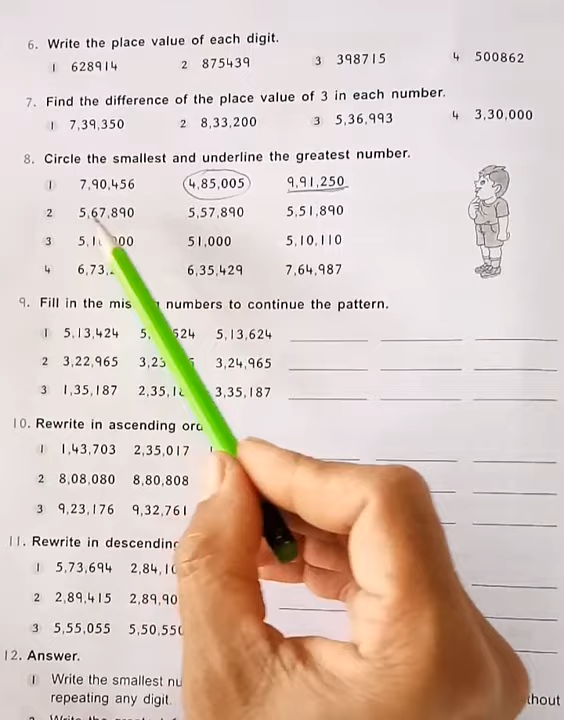 6. Write the place value of each digit.
1 628914 2 875439 3 398715 4 500862
7. Find the difference of the place value of 3 in each number.
1 7,39,350 2 8,33,200 3 5,36,993 4 3,30,000
8. Circle the smallest and underline the greatest number.
1 7,90,456 4,85,005 9,91,250
2 5,67,890 5,57,890 5,51,890
3 51,000 5,10,110
4 6,35,429 7,64,987
9. Fill in the numbers to continue the pattern.
1 5,13,424 5,13,624
2 3,22,965 3,24,965
3 1,35,187 3,35,187
10. Rewrite in ascending
1 1,43,703 2,35,017
2 8,08,080 8,80,808
3 9,23,176 9,32,761
11. Rewrite in
1 5,73,694
2 2,89,415
3 5,55,055
12. Answer.
1 Write the smallest
repeating any digit.